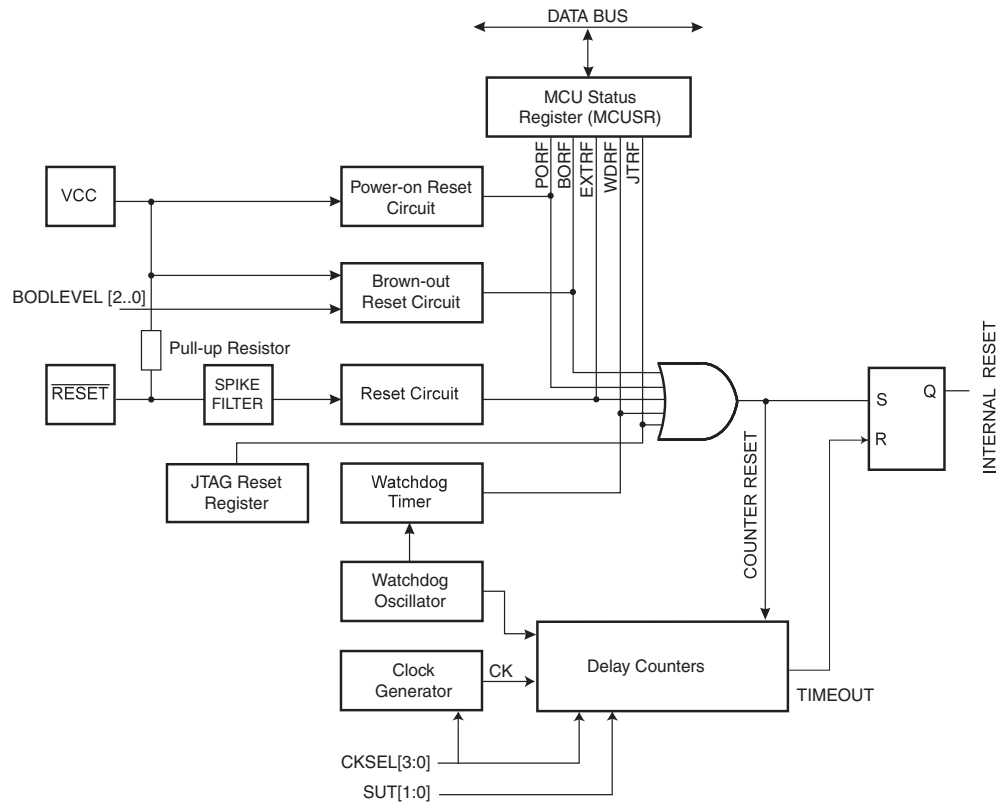 DATA BUS
MCU Status
Register (MCUSR)
PORF
BORF
EXTRF
WDRF
JTRF
VCC
Power-on Reset
Circuit
Brown-out
Reset Circuit
BODLEVEL [2..0]
Pull-up Resistor
RESET
SPIKE
FILTER
Reset Circuit
S
Q
R
INTERNAL RESET
JTAG Reset
Register
Watchdog
Timer
COUNTER RESET
Watchdog
Oscillator
Clock
Generator
CK
Delay Counters
TIMEOUT
CKSEL[3:0]
SUT[1:0]